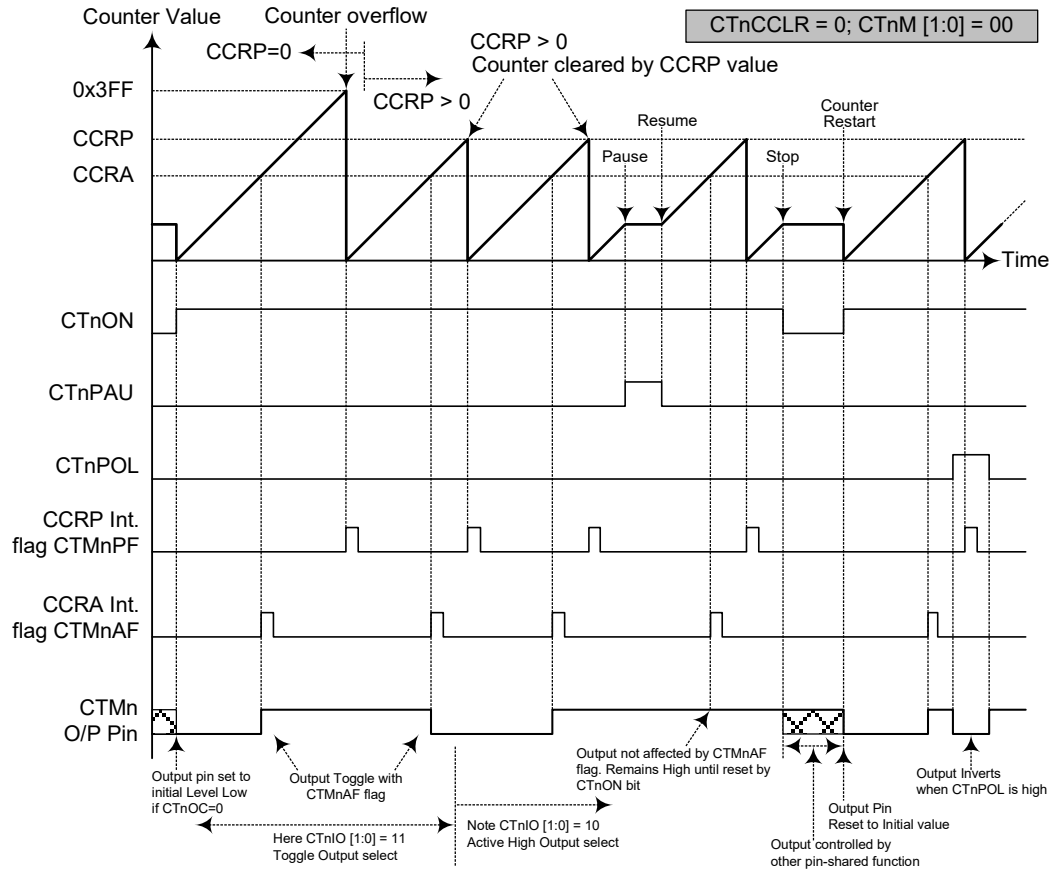 Counter Value
Counter overflow
CTnCCLR = 0; CTnM [1:0] = 00
CCRP=0
CCRP > 0
CCRP > 0
Counter cleared by CCRP value
0x3FF
CCRP
CCRA
Pause
Resume
Stop
Counter
Restart
Time
CTnON
CTnPAU
CTnPOL
CCRP Int.
flag CTMnPF
CCRA Int.
flag CTMnAF
CTMn
O/P Pin
Output pin set to
initial Level Low
if CTnOC=0
Output Toggle with
CTMnAF flag
Output not affected by CTMnAF
flag. Remains High until reset by
CTnON bit
Output Inverts
when CTnPOL is high
Output Pin
Reset to Initial value
Here CTnIO [1:0] = 11
Toggle Output select
Note CTnIO [1:0] = 10
Active High Output select
Output controlled by
other pin-shared function